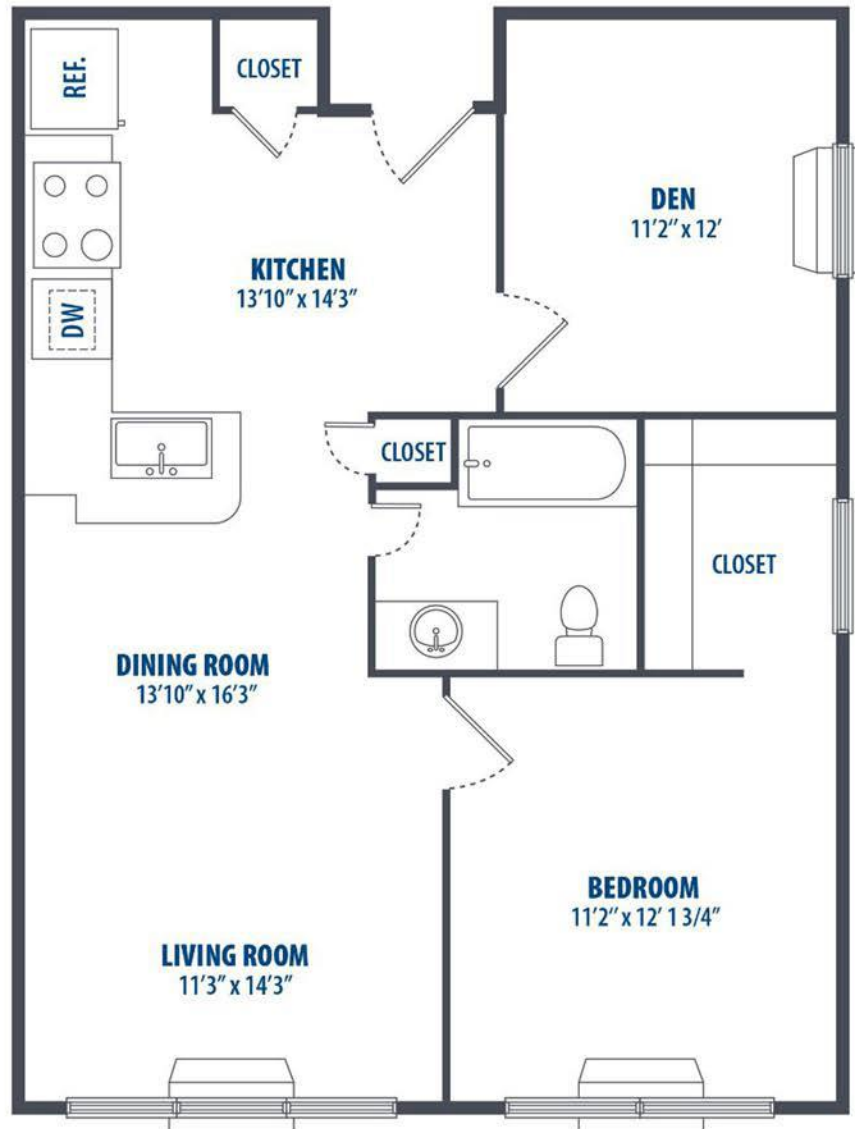 REF.
CLOSET
DEN
11'2" x 12'
KITCHEN
13'10" x 14'3"
DW
CLOSET
CLOSET
DINING ROOM
13'10" x 16'3"
BEDROOM
11'2" x 12' 1 3/4"
LIVING ROOM
11'3" x 14'3"